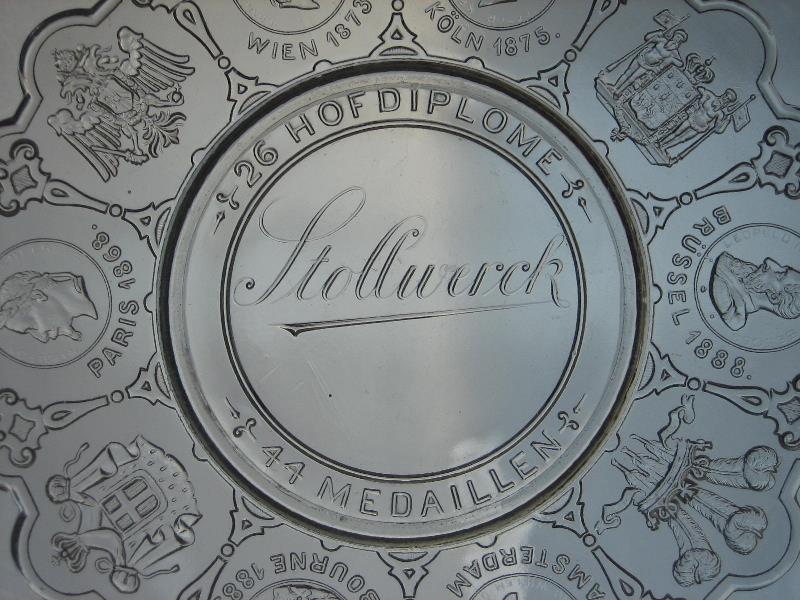 26 HOFDIPLOME
Stollwerck
44 MEDAILLEN
WIEN 1873
KÖLN 1875.
BRÜSSEL 1888.
AMSTERDAM
PARIS 1868.